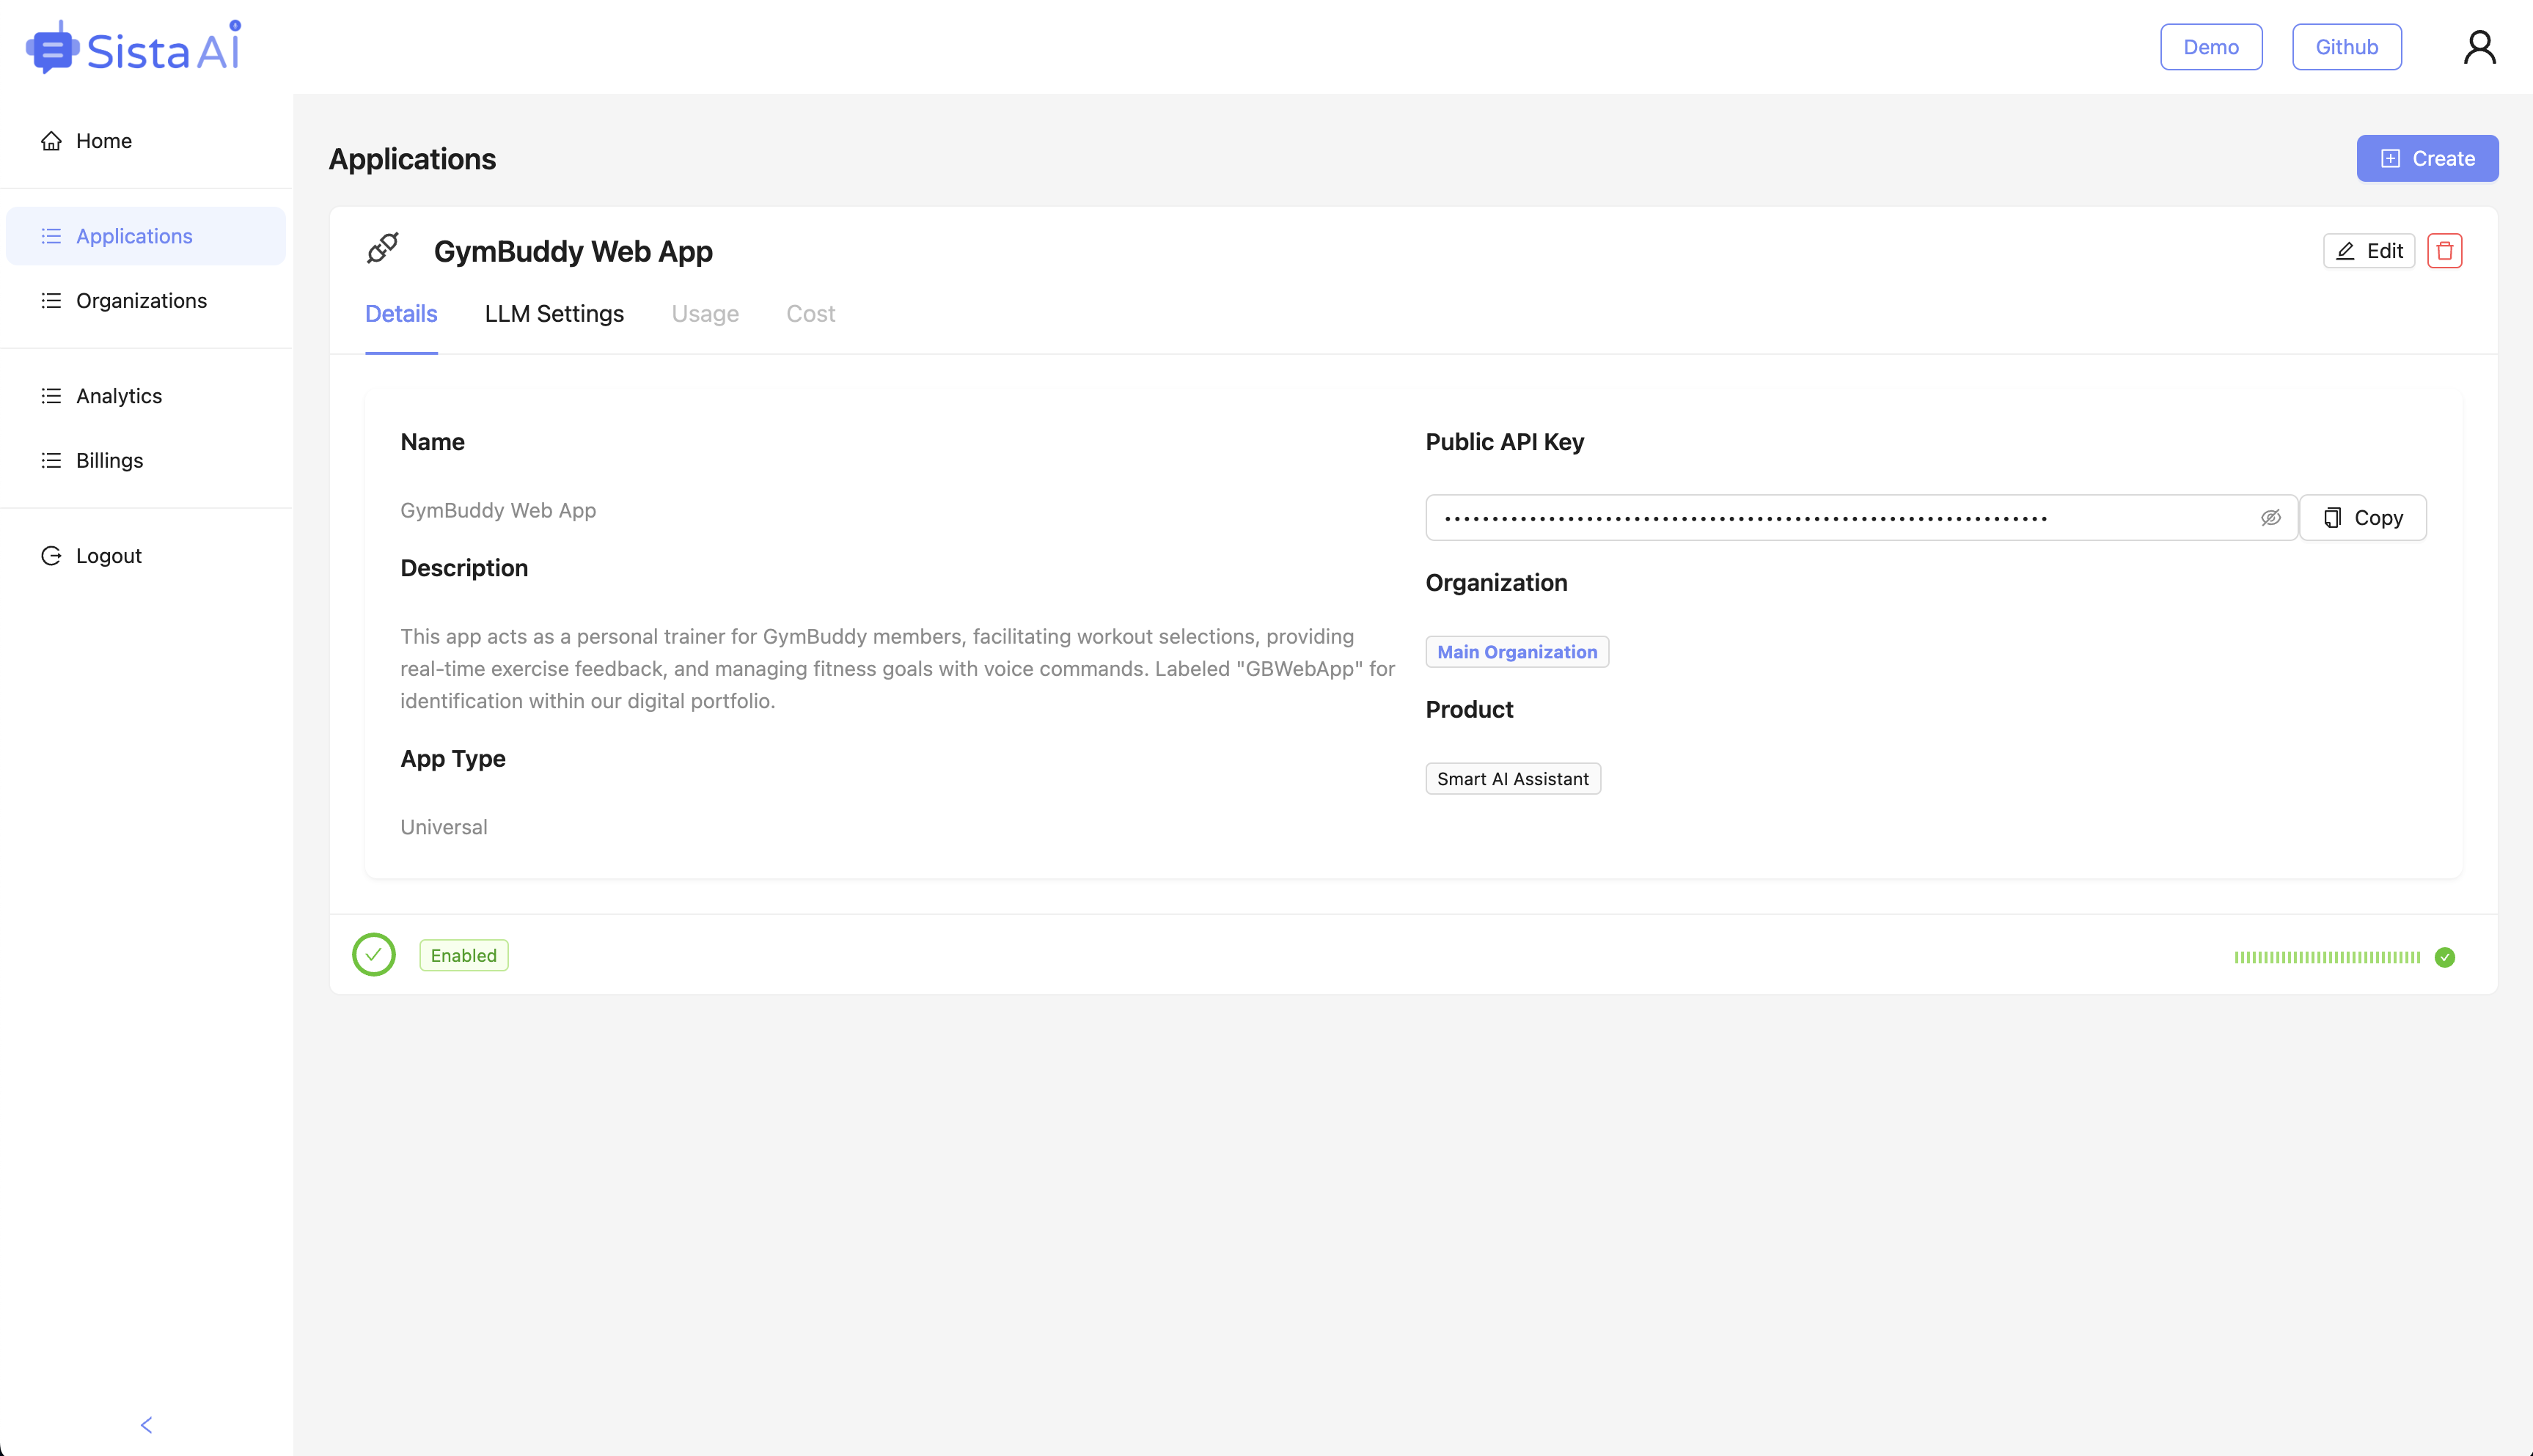 Sista AI
Demo
Github
Home
Applications
Organizations
Analytics
Billings
Logout
Applications
Create
GymBuddy Web App
Edit
Details
LLM Settings
Usage
Cost
Name
GymBuddy Web App
Description
This app acts as a personal trainer for GymBuddy members, facilitating workout selections, providing
real-time exercise feedback, and managing fitness goals with voice commands. Labeled "GBWebApp" for
identification within our digital portfolio.
App Type
Universal
Public API Key
Copy
Organization
Main Organization
Product
Smart AI Assistant
Enabled